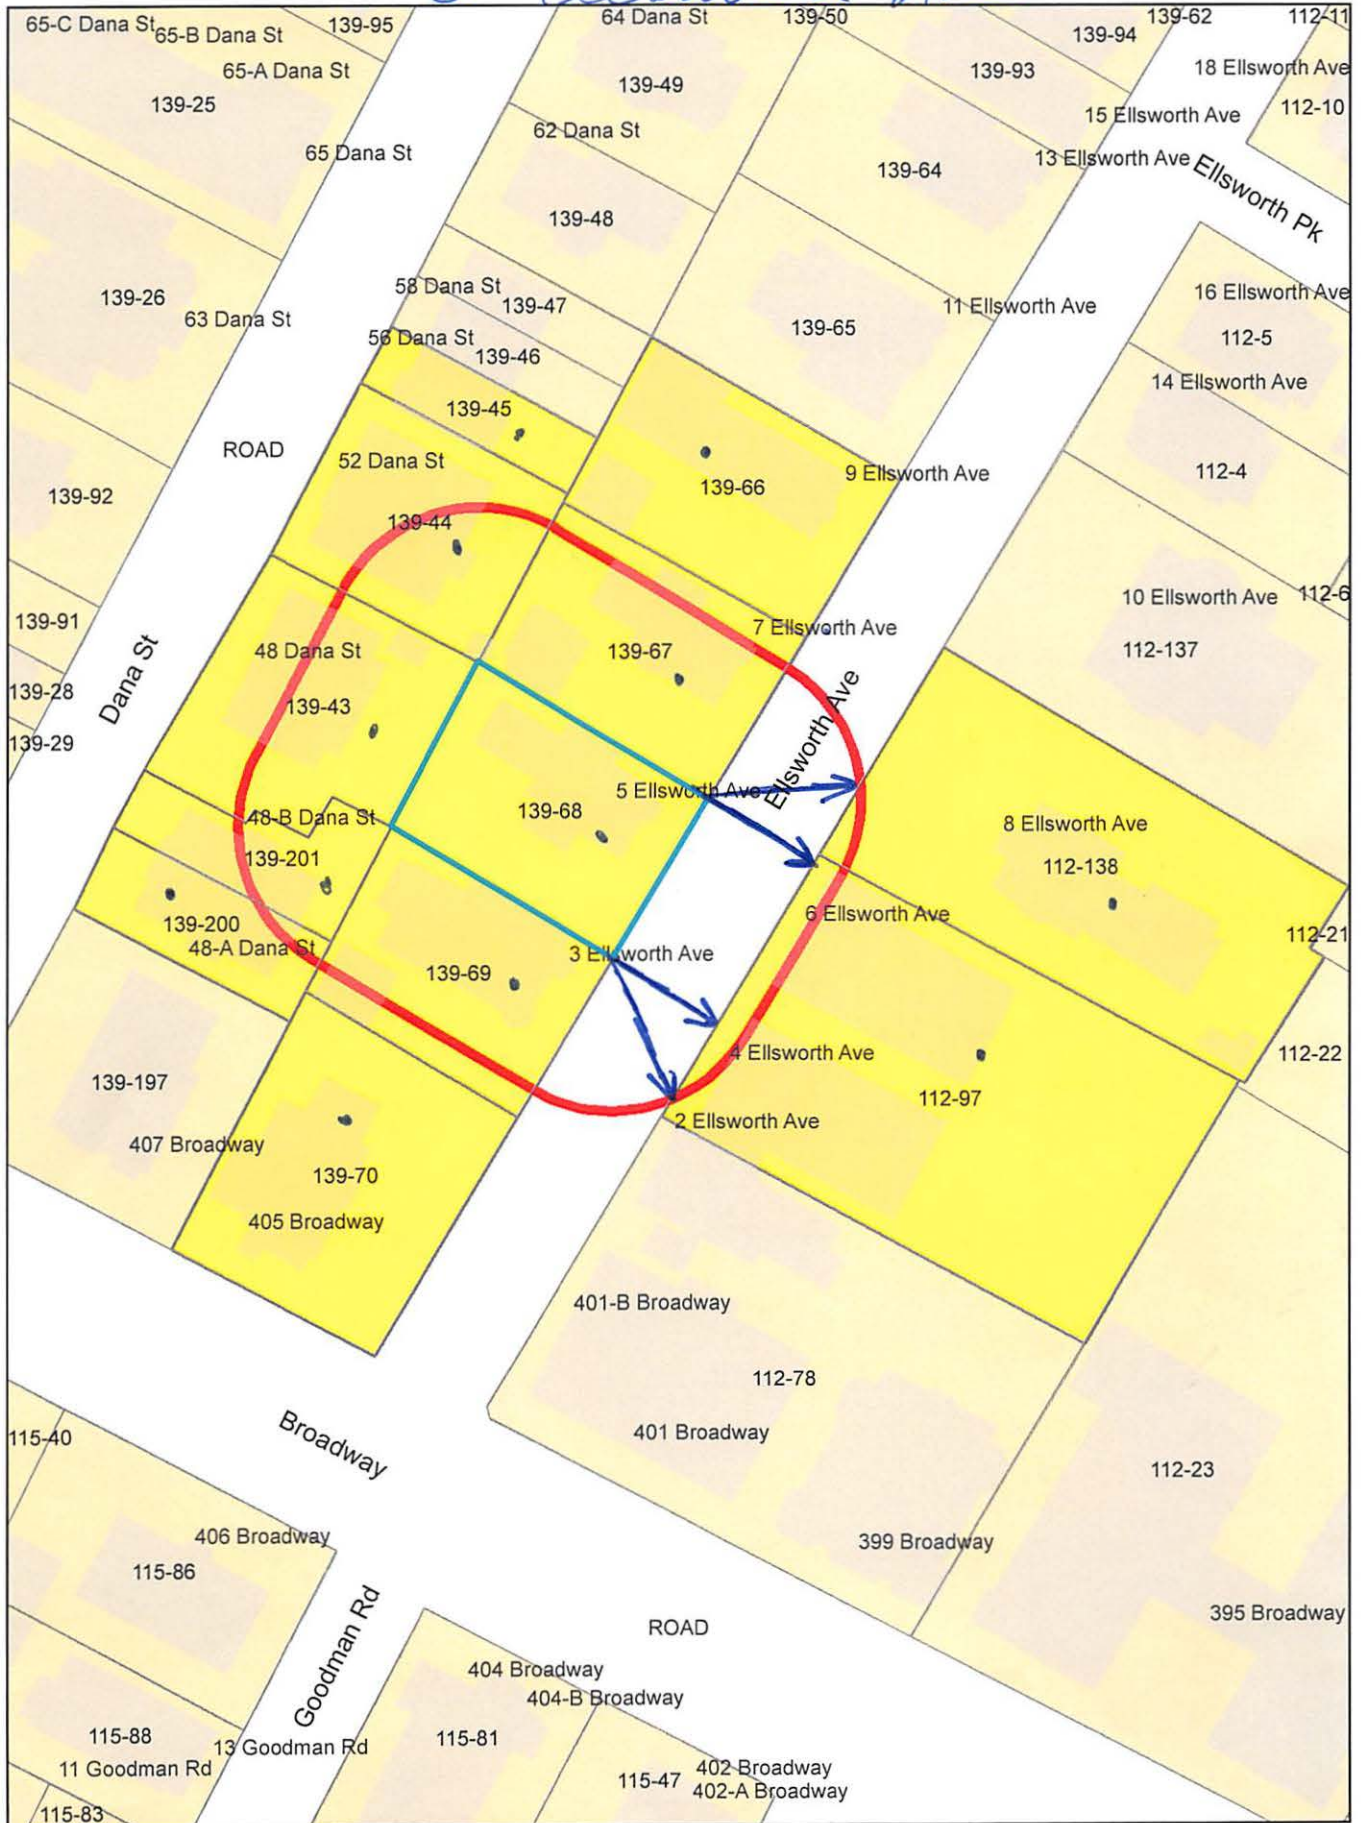 64 Dana St
139-50
139-62
112-11
65-C Dana St
65-B Dana St
139-95
139-94
65-A Dana St
139-49
139-93
18 Ellsworth Ave
139-25
15 Ellsworth Ave
112-10
62 Dana St
65 Dana St
139-64
13 Ellsworth Ave
Ellsworth Pk
139-48
58 Dana St
139-26
139-47
11 Ellsworth Ave
16 Ellsworth Ave
63 Dana St
139-65
56 Dana St
139-46
112-5
14 Ellsworth Ave
139-45
ROAD
52 Dana St
9 Ellsworth Ave
112-4
139-92
139-66
139-44
10 Ellsworth Ave
112-6
139-91
7 Ellsworth Ave
48 Dana St
139-67
112-137
Dana St
139-28
139-43
Ellsworth Ave
139-29
5 Ellsworth Ave
48-B Dana St
139-68
8 Ellsworth Ave
139-201
112-138
139-200
6 Ellsworth Ave
112-21
48-A Dana St
3 Ellsworth Ave
139-69
4 Ellsworth Ave
112-22
139-197
112-97
2 Ellsworth Ave
407 Broadway
139-70
405 Broadway
401-B Broadway
112-78
401 Broadway
115-40
Broadway
112-23
406 Broadway
399 Broadway
115-86
395 Broadway
Goodman Rd
ROAD
404 Broadway
404-B Broadway
115-88
13 Goodman Rd
115-81
11 Goodman Rd
115-47
402 Broadway
402-A Broadway
115-83